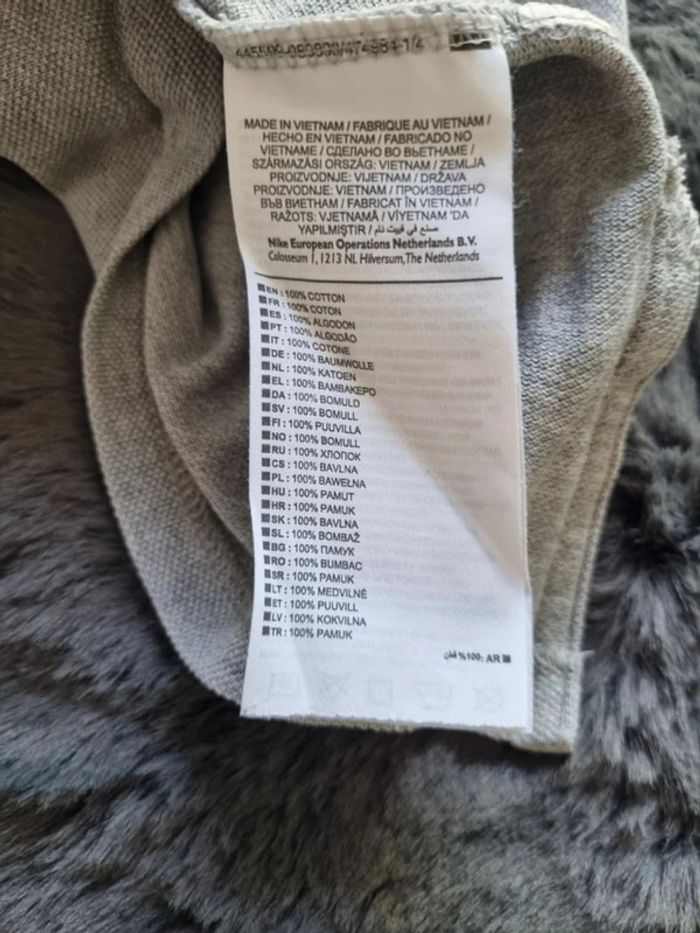 MADE IN VIETNAM / FABRIQUE AU VIETNAM /
HECHO EN VIETNAM / FABRICADO NO
VIETNAME / СДЕЛАНО ВО ВЬЕТНАМЕ /
SZÁRMAZÁSI ORSZÁG: VIETNAM / ZEMLJA
PROIZVODNJE: VIJETNAM / DRŽAVA
PROIZVODNJE: VIETNAM / ПРОИЗВЕДЕНО
ВЪВ ВИЕТНАМ / FABRICAT ÎN VIETNAM /
RAŽOTS: VJETNAMĀ / VİYETNAM 'DA
YAPILMIŞTIR / صنع في فييت نام
Nike European Operations Netherlands B.V.
Colosseum 1, 1213 NL Hilversum, The Netherlands
EN : 100% COTTON
FR : 100% COTON
ES : 100% ALGODON
PT : 100% ALGODÃO
IT : 100% COTONE
DE : 100% BAUMWOLLE
NL : 100% KATOEN
EL : 100% ΒΑΜΒΑΚΕΡΟ
DA : 100% BOMULD
SV : 100% BOMULL
FI : 100% PUUVILLA
NO : 100% BOMULL
RU : 100% ХЛОПОК
CS : 100% BAVLNA
PL : 100% BAWEŁNA
HU : 100% PAMUT
HR : 100% PAMUK
SK : 100% BAVLNA
SL : 100% BOMBAŽ
BG : 100% ПАМУК
RO : 100% BUMBAC
SR : 100% PAMUK
LT : 100% MEDVILNĖ
ET : 100% PUUVILL
LV : 100% KOKVILNA
TR : 100% PAMUK
AR :100% قطن